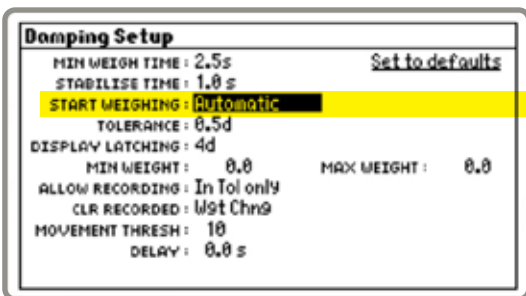 Damping Setup
MIN WEIGH TIME: 2.5s Set to defaults
STABILISE TIME: 1.0 s
START WEIGHING: Automatic
TOLERANCE: 0.5d
DISPLAY LATCHING: 4d
MIN WEIGHT: 0.0 MAX WEIGHT: 0.0
ALLOW RECORDING: In Tol only
CLR RECORDED: Wgt Chng
MOVEMENT THRESH: 10
DELAY: 0.0 s